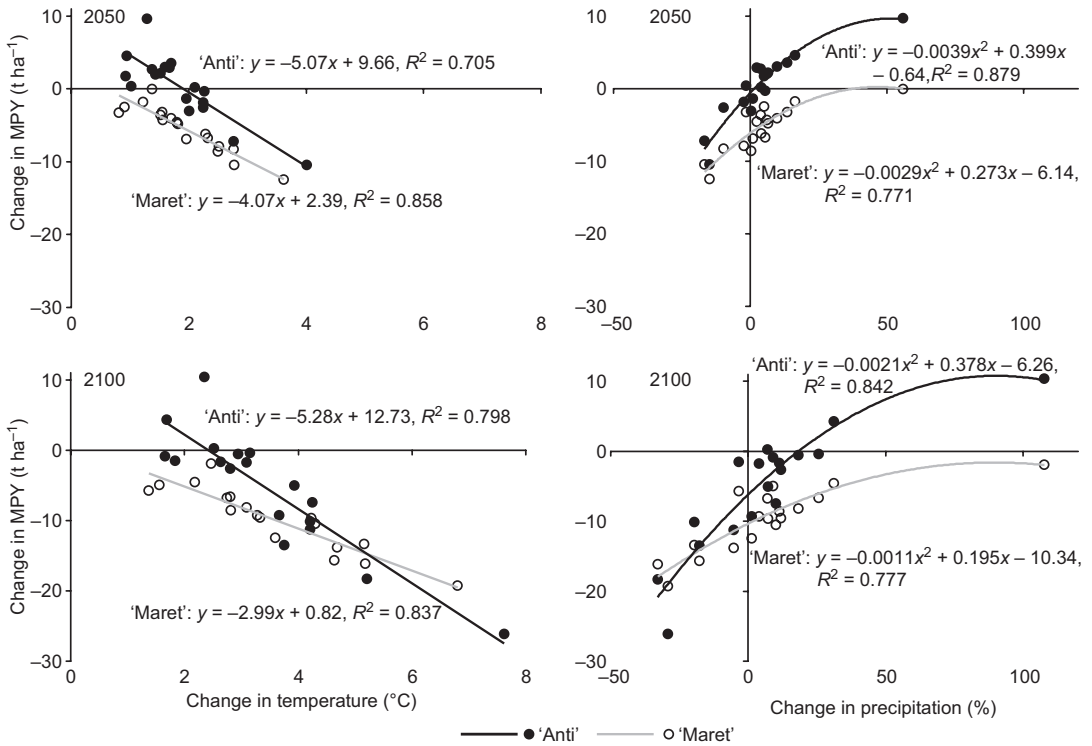 Change in MPY (t ha⁻¹)
10
0
–10
–20
–30
2050
'Anti': y = –5.07x + 9.66, R² = 0.705
'Maret': y = –4.07x + 2.39, R² = 0.858
0
2
4
6
8
10
0
–10
–20
–30
2050
'Anti': y = –0.0039x² + 0.399x
– 0.64,R² = 0.879
'Maret': y = –0.0029x² + 0.273x – 6.14,
R² = 0.771
–50
0
50
100
Change in MPY (t ha⁻¹)
10
0
–10
–20
–30
2100
'Anti': y = –5.28x + 12.73, R² = 0.798
'Maret': y = –2.99x + 0.82, R² = 0.837
0
2
4
6
8
Change in temperature (°C)
10
0
–10
–20
–30
2100
'Anti': y = –0.0021x² + 0.378x – 6.26,
R² = 0.842
'Maret': y = –0.0011x² + 0.195x – 10.34,
R² = 0.777
–50
0
50
100
Change in precipitation (%)
'Anti'
'Maret'